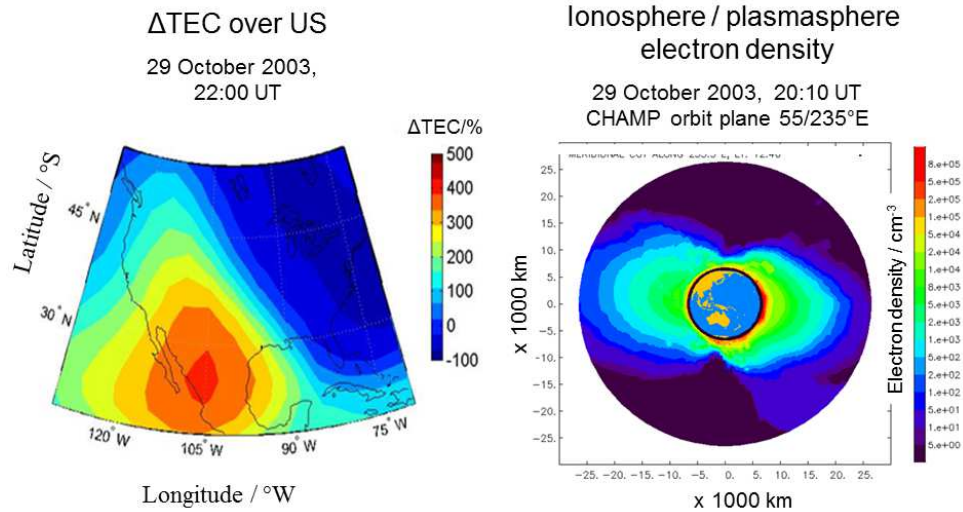 ΔTEC over US
29 October 2003,
22:00 UT
ΔTEC/%
500
400
300
200
100
0
-100
Latitude / °S
45° N
30° N
120° W
105° W
90° W
75° W
Longitude / °W
Ionosphere / plasmasphere
electron density
29 October 2003, 20:10 UT
CHAMP orbit plane 55/235°E
MERIDIONAL CUT ALONG
x 1000 km
25.
20.
15.
10.
5.
0.
-5.
-10.
-15.
-20.
-25.
-25. -20. -15. -10. -5. 0. 5. 10. 15. 20. 25.
x 1000 km
Electron density / cm-3
8.e+05
5.e+05
2.e+05
1.e+05
5.e+04
2.e+04
1.e+04
5.e+03
2.e+03
1.e+03
5.e+02
2.e+02
1.e+02
5.e+01
2.e+01
1.e+01
5.e+00